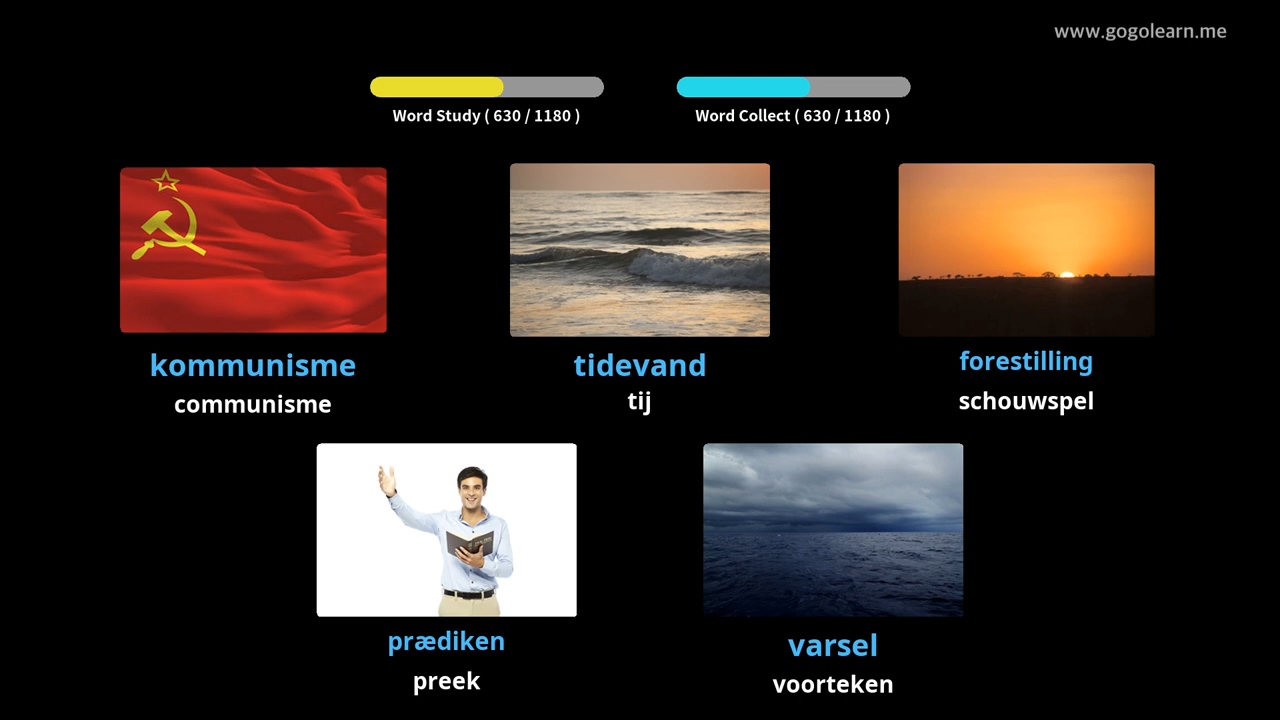 www.gogolearn.me
Word Study ( 630 / 1180 )
Word Collect ( 630 / 1180 )
kommunisme
communisme
tidevand
tij
forestilling
schouwspel
prædiken
preek
varsel
voorteken